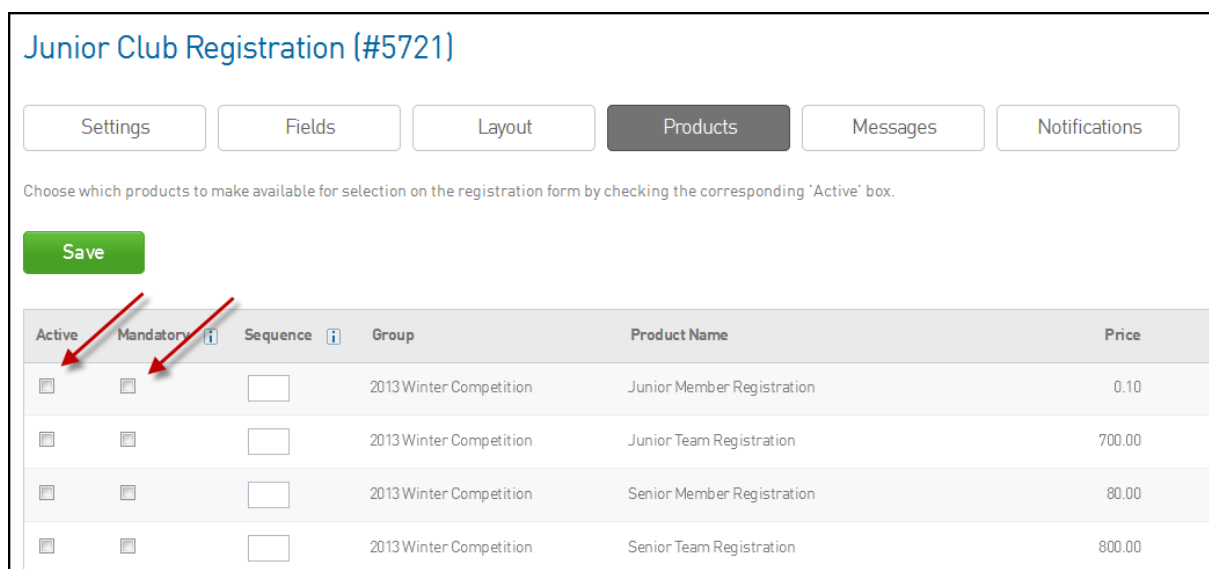 Junior Club Registration (#5721)
Settings Fields Layout Products Messages Notifications
Choose which products to make available for selection on the registration form by checking the corresponding 'Active' box.
Save
Active Mandatory i Sequence i Group Product Name Price
2013 Winter Competition Junior Member Registration 0.10
2013 Winter Competition Junior Team Registration 700.00
2013 Winter Competition Senior Member Registration 80.00
2013 Winter Competition Senior Team Registration 800.00